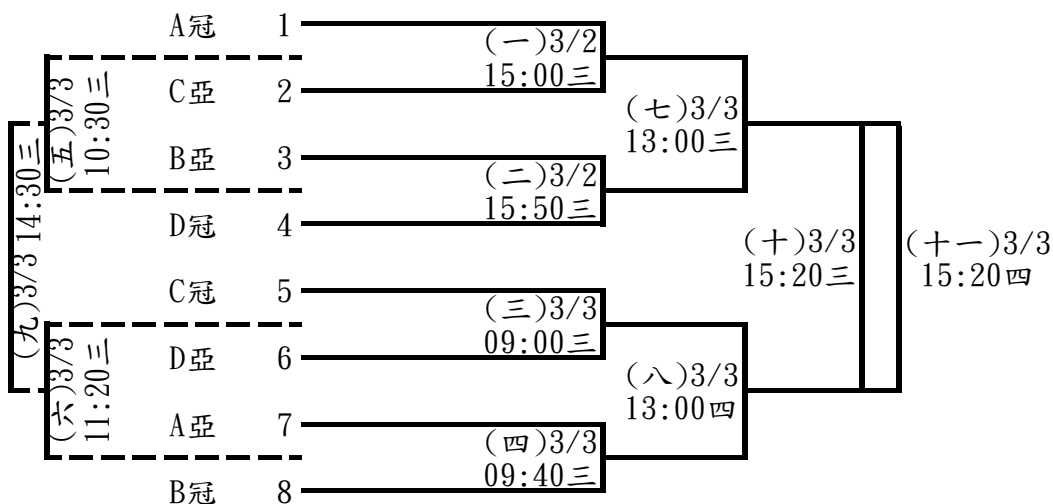 A冠 1
(一)3/2
15:00三
C亞 2
(五)3/3
10:30三
(七)3/3
13:00三
B亞 3
(二)3/2
15:50三
D冠 4
(九)3/3 14:30三
(十)3/3
15:20三
(十一)3/3
15:20四
C冠 5
(三)3/3
09:00三
D亞 6
(六)3/3
11:20三
(八)3/3
13:00四
A亞 7
(四)3/3
09:40三
B冠 8